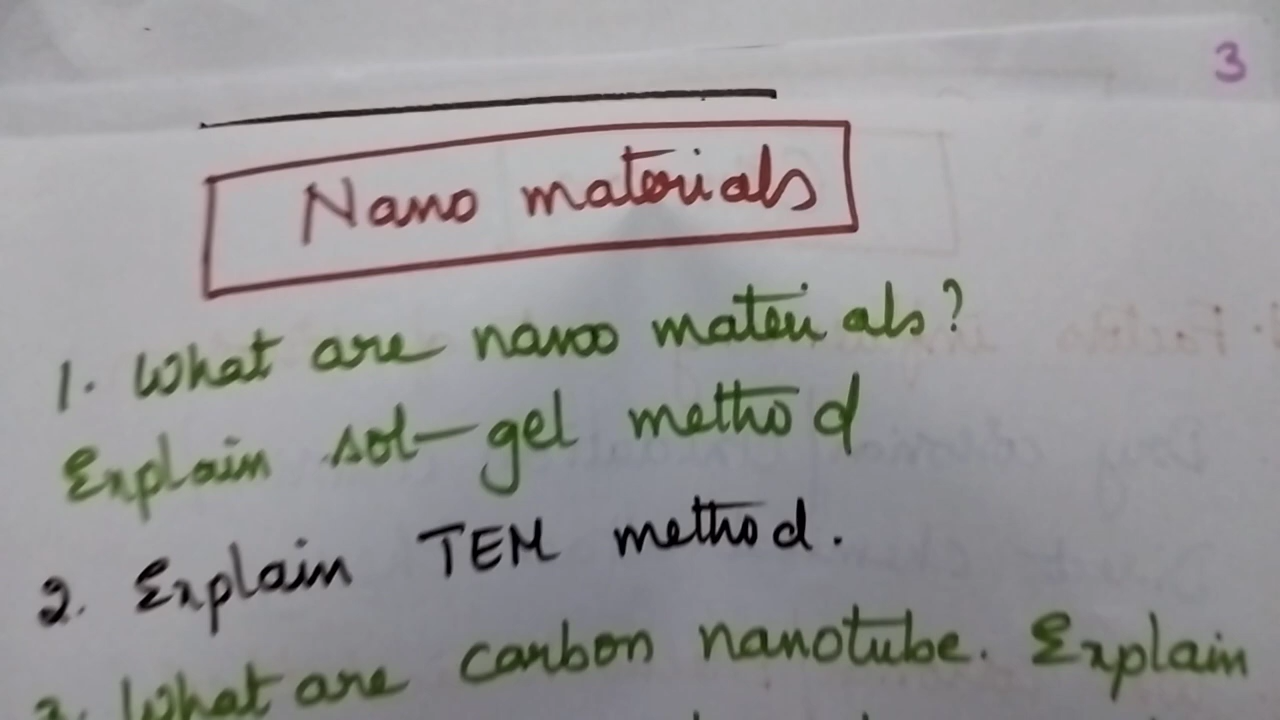 3
Nano materials
1. What are nano materials?
Explain sol-gel method
2. Explain TEM method.
3. What are carbon nanotube. Explain